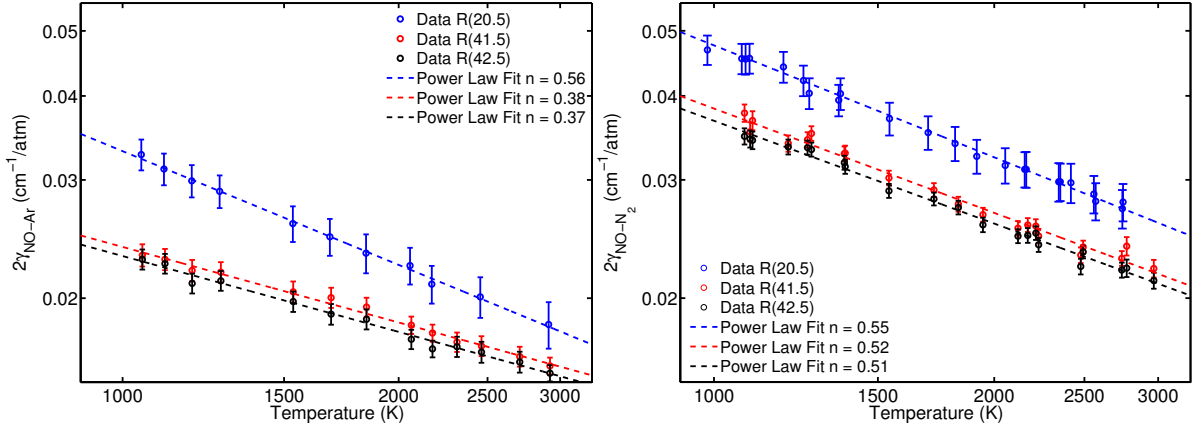 0.05
0.04
0.03
0.02
2γNO−Ar (cm−1/atm)
Data R(20.5)
Data R(41.5)
Data R(42.5)
Power Law Fit n = 0.56
Power Law Fit n = 0.38
Power Law Fit n = 0.37
1000
1500
2000
2500
3000
Temperature (K)
0.05
0.04
0.03
0.02
2γNO−N2 (cm−1/atm)
Data R(20.5)
Data R(41.5)
Data R(42.5)
Power Law Fit n = 0.55
Power Law Fit n = 0.52
Power Law Fit n = 0.51
1000
1500
2000
2500
3000
Temperature (K)